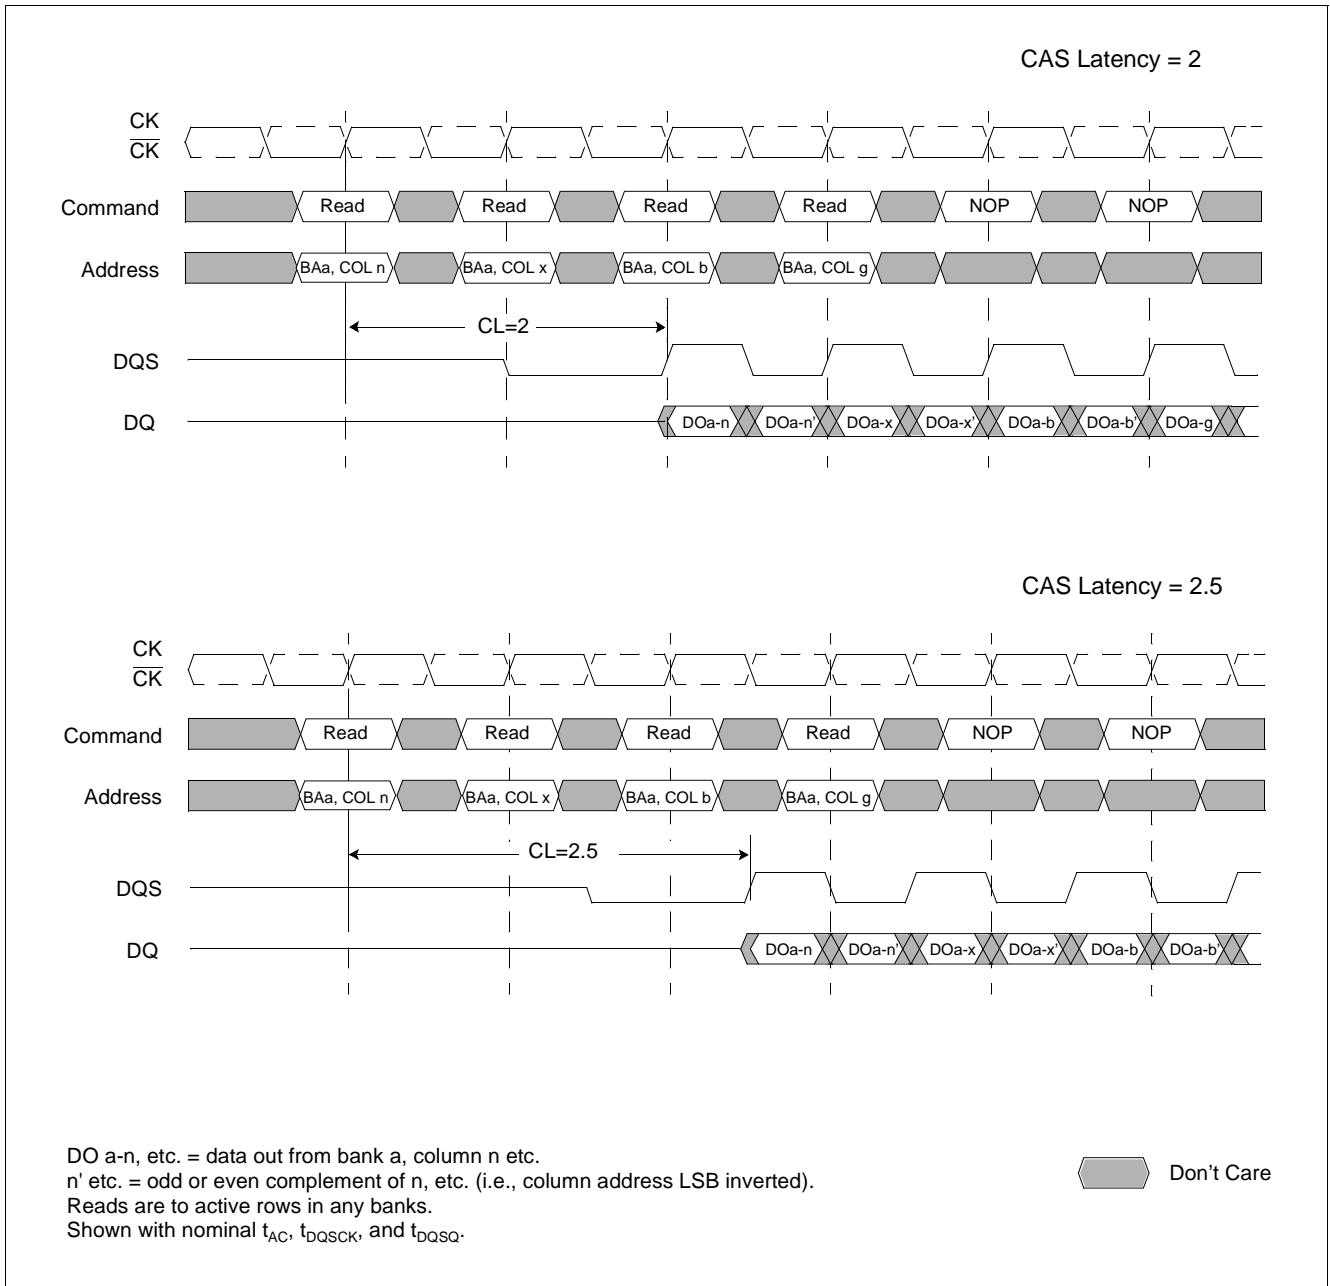 CAS Latency = 2
CK
CK
Command Read Read Read Read NOP NOP
Address BAa, COL n BAa, COL x BAa, COL b BAa, COL g
CL=2
DQS
DQ DOa-n DOa-n' DOa-x DOa-x' DOa-b DOa-b' DOa-g
CAS Latency = 2.5
CK
CK
Command Read Read Read Read NOP NOP
Address BAa, COL n BAa, COL x BAa, COL b BAa, COL g
CL=2.5
DQS
DQ DOa-n DOa-n' DOa-x DOa-x' DOa-b DOa-b'
DO a-n, etc. = data out from bank a, column n etc.
n' etc. = odd or even complement of n, etc. (i.e., column address LSB inverted).
Reads are to active rows in any banks.
Shown with nominal tAC, tDQSCK, and tDQSQ.
Don't Care